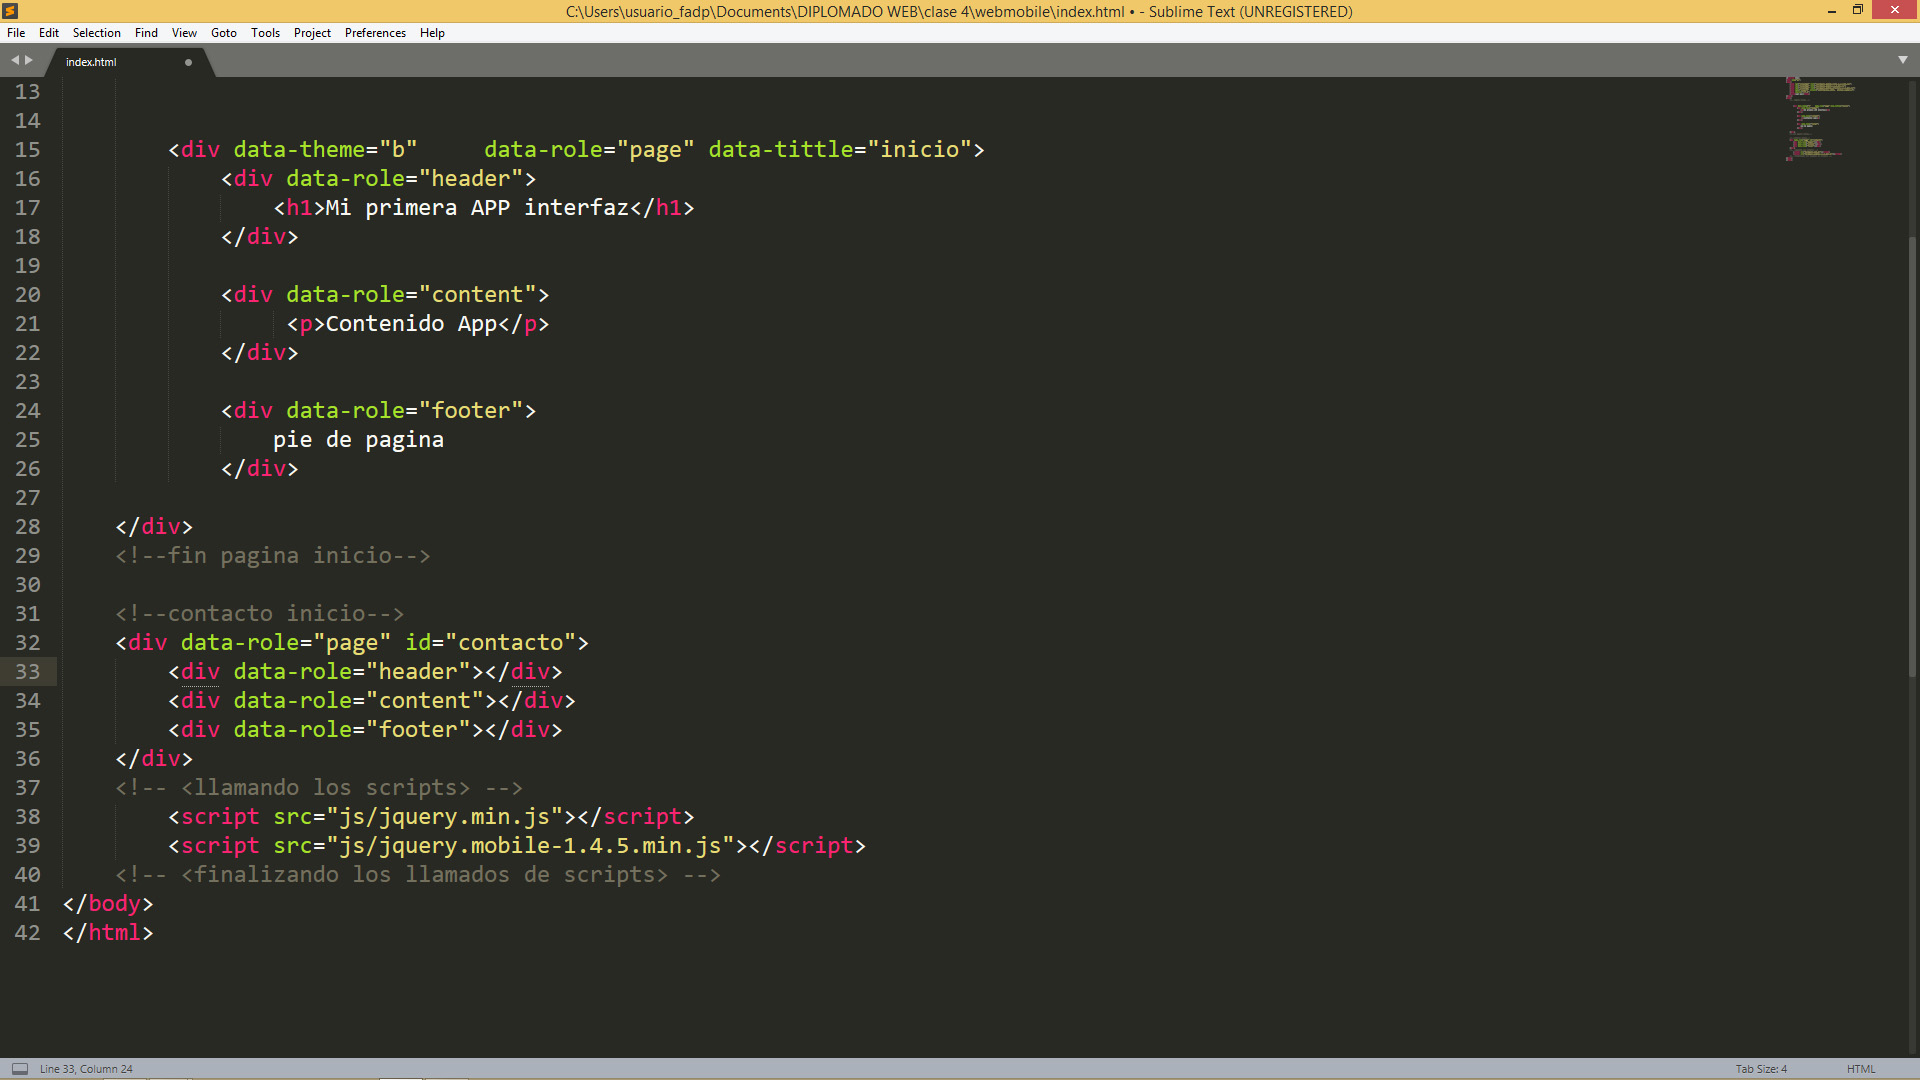 C:\Users\usuario_fadp\Documents\DIPLOMADO WEB\clase 4\webmobile\index.html • - Sublime Text (UNREGISTERED)
File Edit Selection Find View Goto Tools Project Preferences Help
index.html
13
14
15 <div data-theme="b"     data-role="page" data-tittle="inicio">
16 <div data-role="header">
17 <h1>Mi primera APP interfaz</h1>
18 </div>
19
20 <div data-role="content">
21 <p>Contenido App</p>
22 </div>
23
24 <div data-role="footer">
25 pie de pagina
26 </div>
27
28 </div>
29 <!--fin pagina inicio-->
30
31 <!--contacto inicio-->
32 <div data-role="page" id="contacto">
33 <div data-role="header"></div>
34 <div data-role="content"></div>
35 <div data-role="footer"></div>
36 </div>
37 <!-- <llamando los scripts> -->
38 <script src="js/jquery.min.js"></script>
39 <script src="js/jquery.mobile-1.4.5.min.js"></script>
40 <!-- <finalizando los llamados de scripts> -->
41 </body>
42 </html>
Line 33, Column 24
Tab Size: 4
HTML